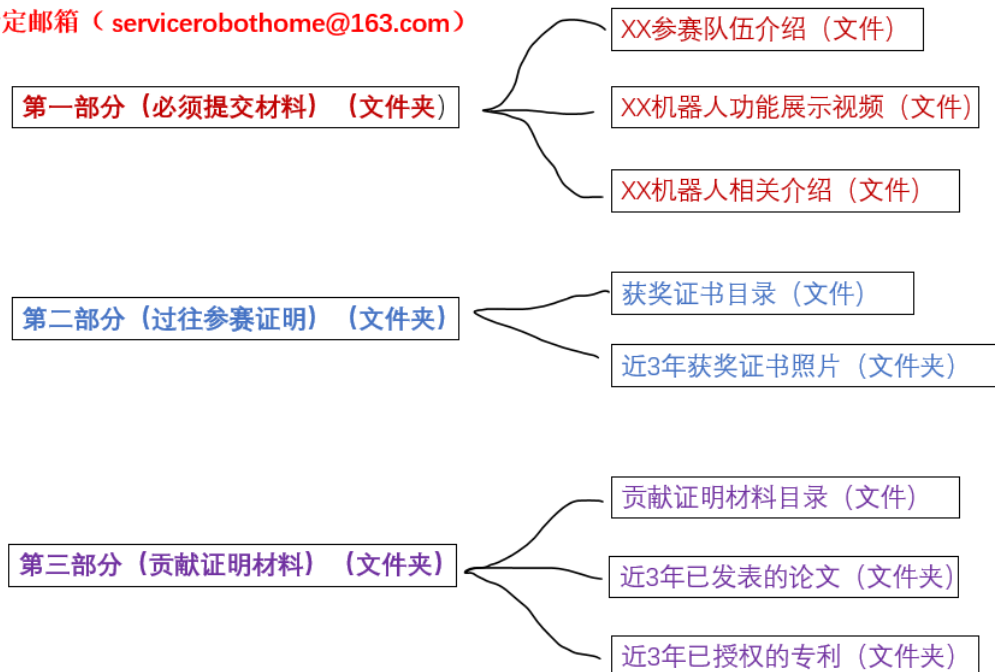 定邮箱（ servicerobothome@163.com）
第一部分（必须提交材料）（文件夹）
XX参赛队伍介绍（文件）
XX机器人功能展示视频（文件）
XX机器人相关介绍（文件）
第二部分（过往参赛证明）（文件夹）
获奖证书目录（文件）
近3年获奖证书照片（文件夹）
第三部分（贡献证明材料）（文件夹）
贡献证明材料目录（文件）
近3年已发表的论文（文件夹）
近3年已授权的专利（文件夹）